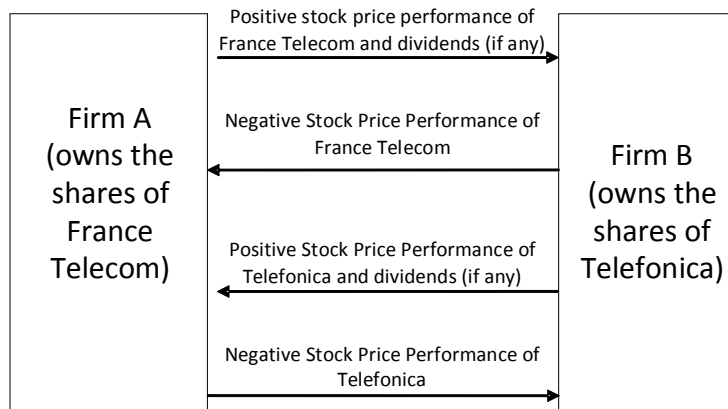 Positive stock price performance of
France Telecom and dividends (if any)
Firm A
(owns the
shares of
France
Telecom)
Negative Stock Price Performance of
France Telecom
Firm B
(owns the
shares of
Telefonica)
Positive Stock Price Performance of
Telefonica and dividends (if any)
Negative Stock Price Performance of
Telefonica